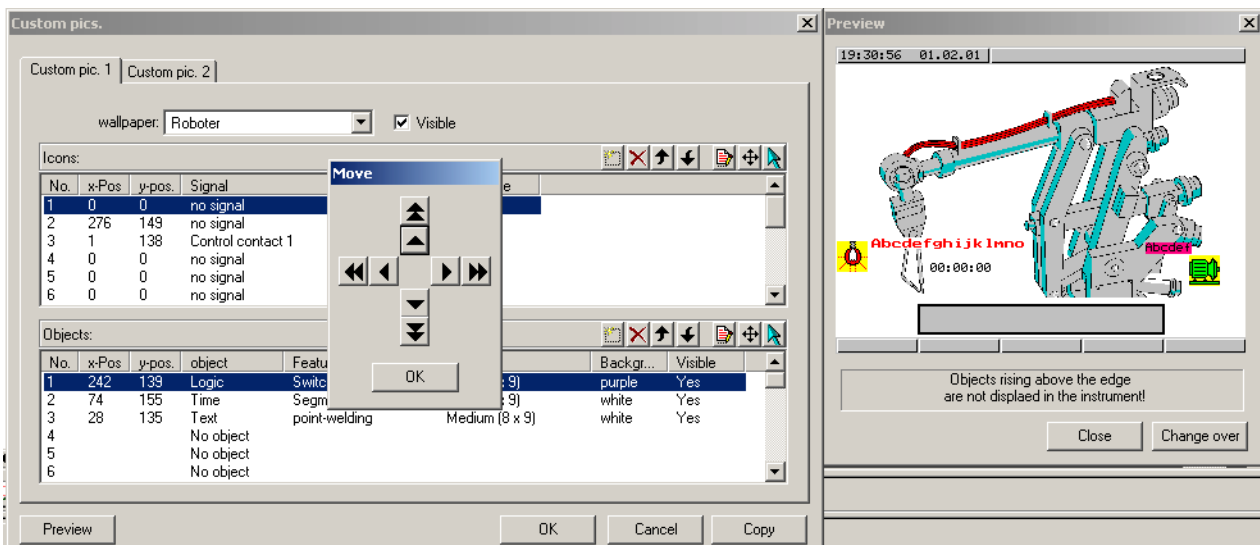 Custom pics.
Custom pic. 1
Custom pic. 2
wallpaper: Roboter
Visible
Icons:
No. x-Pos y-pos. Signal e
1 0 0 no signal
2 276 149 no signal
3 1 138 Control contact 1
4 0 0 no signal
5 0 0 no signal
6 0 0 no signal
Move
OK
Objects:
No. x-Pos y-pos. object Featu Backgr... Visible
1 242 139 Logic Switc : 9) purple Yes
2 74 155 Time Segm : 9) white Yes
3 28 135 Text point-welding Medium (8 x 9) white Yes
4 No object
5 No object
6 No object
Preview
OK
Cancel
Copy
Preview
19:30:56 01.02.01
Abcdefghijklmno
Abcdef
00:00:00
Objects rising above the edge
are not displaed in the instrument!
Close
Change over